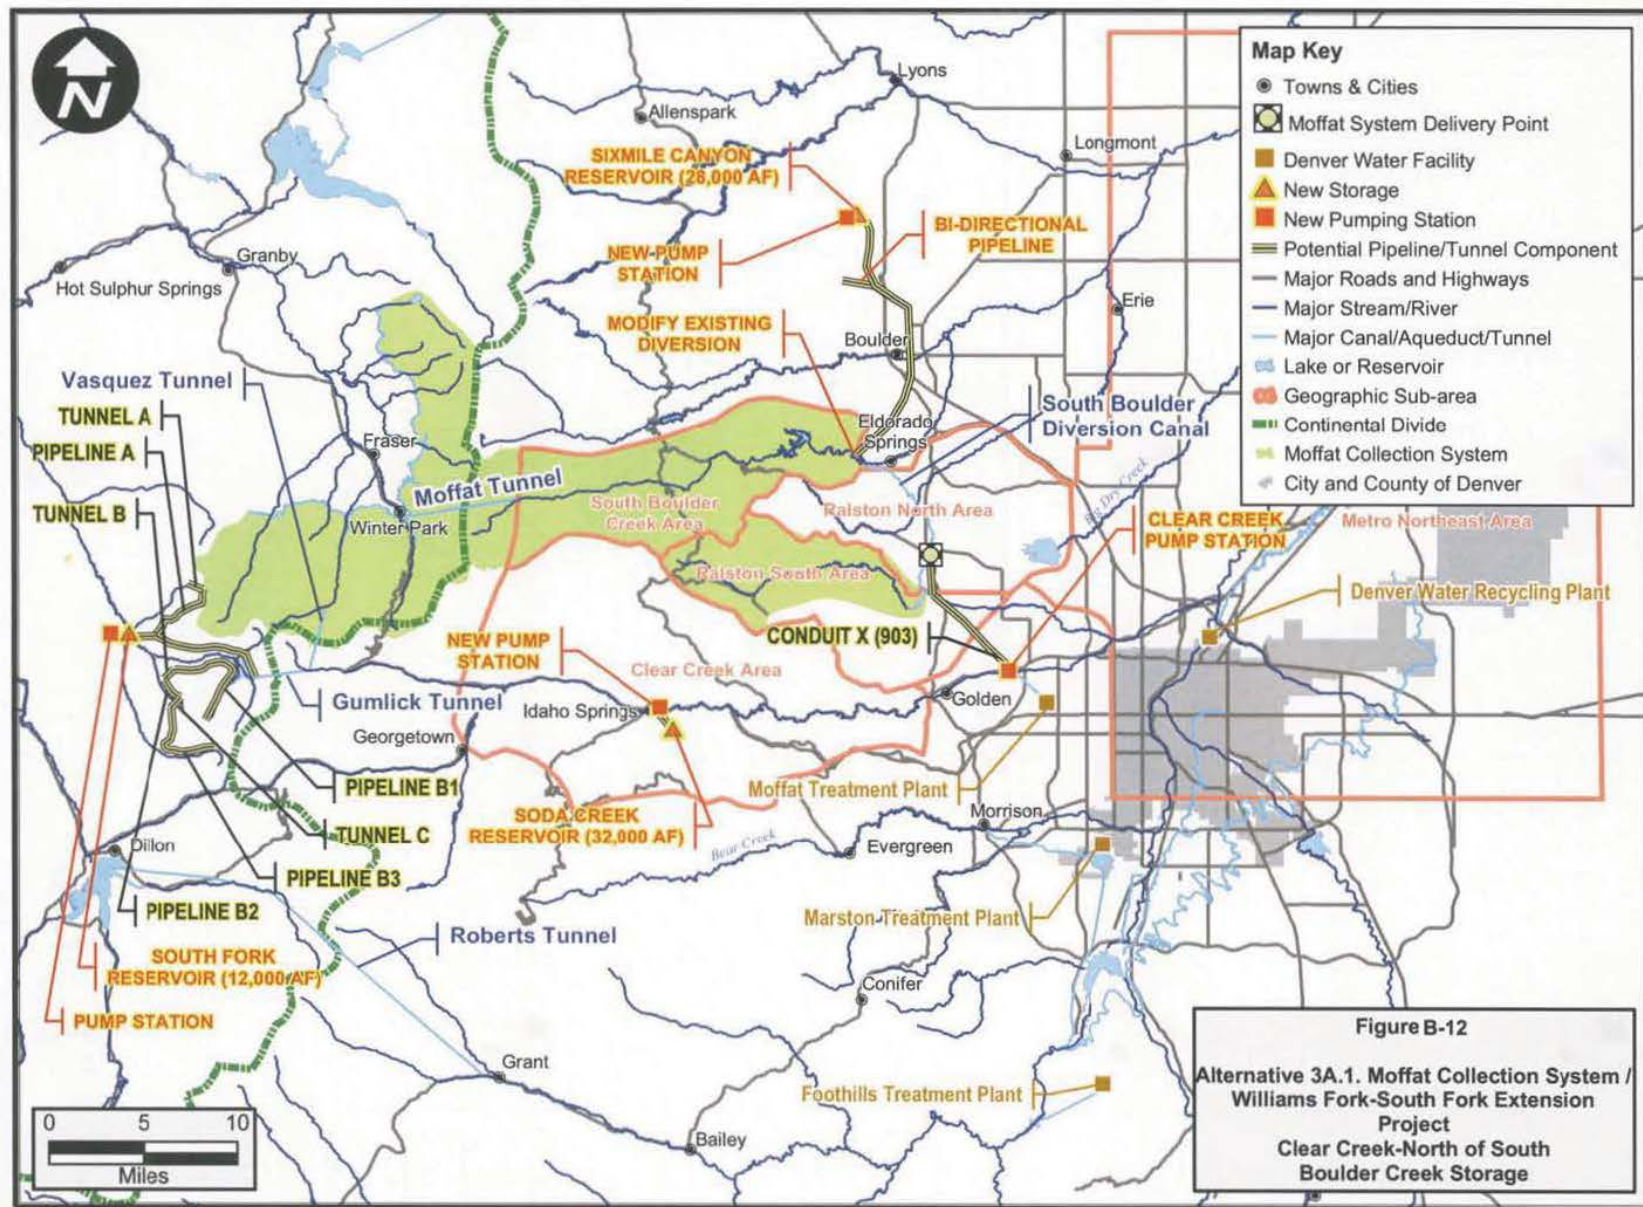 N
Lyons
Allenspark
Longmont
SIXMILE CANYON
RESERVOIR (26,000 AF)
BI-DIRECTIONAL
PIPELINE
NEW PUMP
STATION
Granby
Hot Sulphur Springs
Erie
MODIFY EXISTING
DIVERSION
Boulder
Vasquez Tunnel
TUNNEL A
South Boulder
Diversion Canal
Eldorado
Springs
Fraser
PIPELINE A
Moffat Tunnel
Big Dry Creek
TUNNEL B
South Boulder
Creek Area
Ralston North Area
Winter Park
CLEAR CREEK
PUMP STATION
Metro Northeast Area
Ralston South Area
Denver Water Recycling Plant
NEW PUMP
STATION
CONDUIT X (903)
Clear Creek Area
Gumlick Tunnel
Idaho Springs
Golden
Georgetown
PIPELINE B1
Moffat Treatment Plant
SODA CREEK
RESERVOIR (32,000 AF)
Morrison
TUNNEL C
Bear Creek
Evergreen
Dillon
PIPELINE B3
PIPELINE B2
Marston Treatment Plant
Roberts Tunnel
SOUTH FORK
RESERVOIR (12,000 AF)
Conifer
PUMP STATION
Grant
Foothills Treatment Plant
Bailey
0 5 10
Miles
Map Key
Towns & Cities
Moffat System Delivery Point
Denver Water Facility
New Storage
New Pumping Station
Potential Pipeline/Tunnel Component
Major Roads and Highways
Major Stream/River
Major Canal/Aqueduct/Tunnel
Lake or Reservoir
Geographic Sub-area
Continental Divide
Moffat Collection System
City and County of Denver
Figure B-12
Alternative 3A.1. Moffat Collection System /
Williams Fork-South Fork Extension
Project
Clear Creek-North of South
Boulder Creek Storage